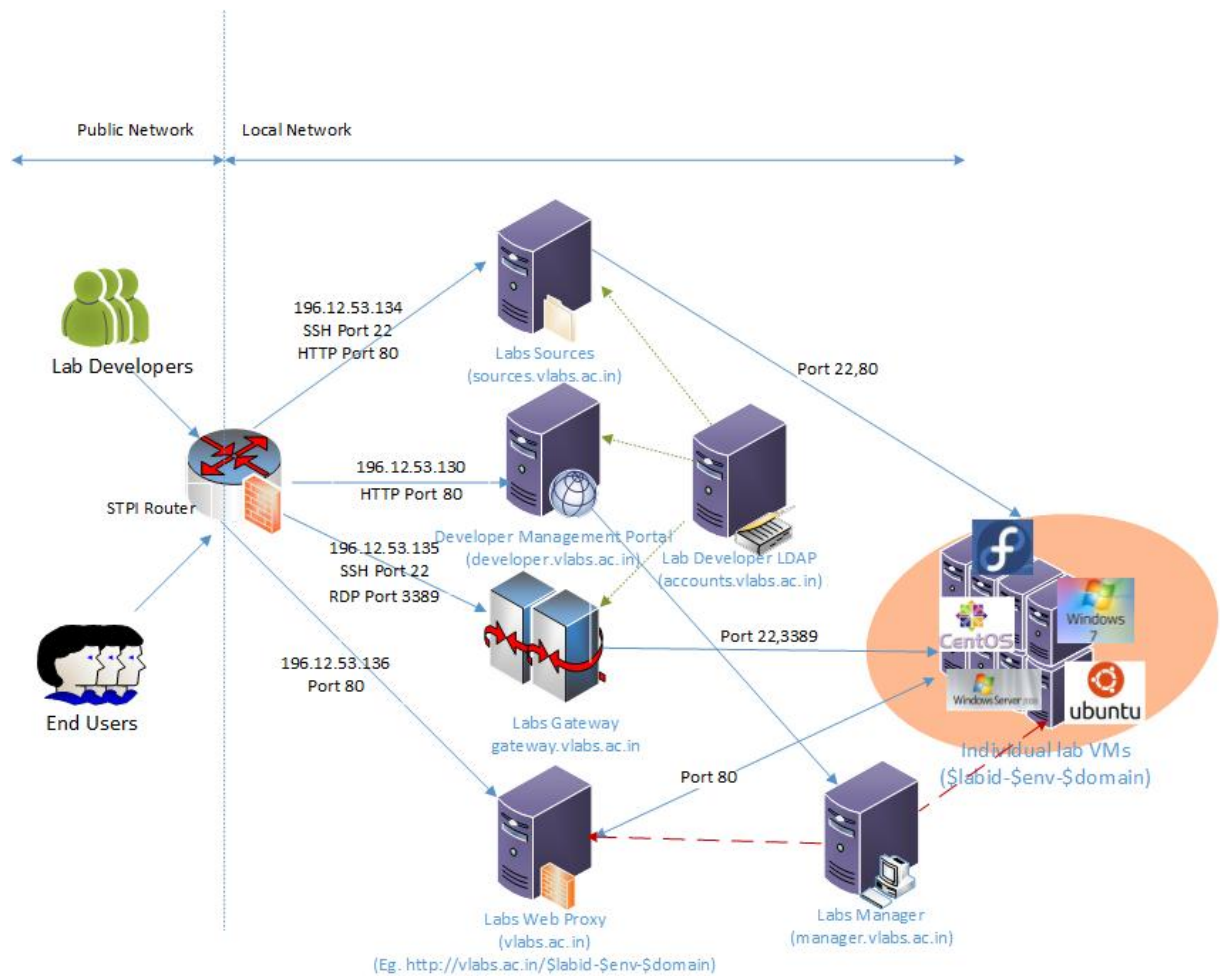 Public Network
Local Network
Lab Developers
196.12.53.134
SSH Port 22
HTTP Port 80
Labs Sources
(sources.vlabs.ac.in)
Port 22,80
STPI Router
196.12.53.130
HTTP Port 80
Developer Management Portal
(developer.vlabs.ac.in)
Lab Developer LDAP
(accounts.vlabs.ac.in)
196.12.53.135
SSH Port 22
RDP Port 3389
Port 22,3389
CentOS
Windows
7
Windows Server
ubuntu
Individual lab VMs
($labid-$env-$domain)
End Users
196.12.53.136
Port 80
Labs Gateway
gateway.vlabs.ac.in
Port 80
Labs Web Proxy
(vlabs.ac.in)
(Eg. http://vlabs.ac.in/$labid-$env-$domain)
Labs Manager
(manager.vlabs.ac.in)